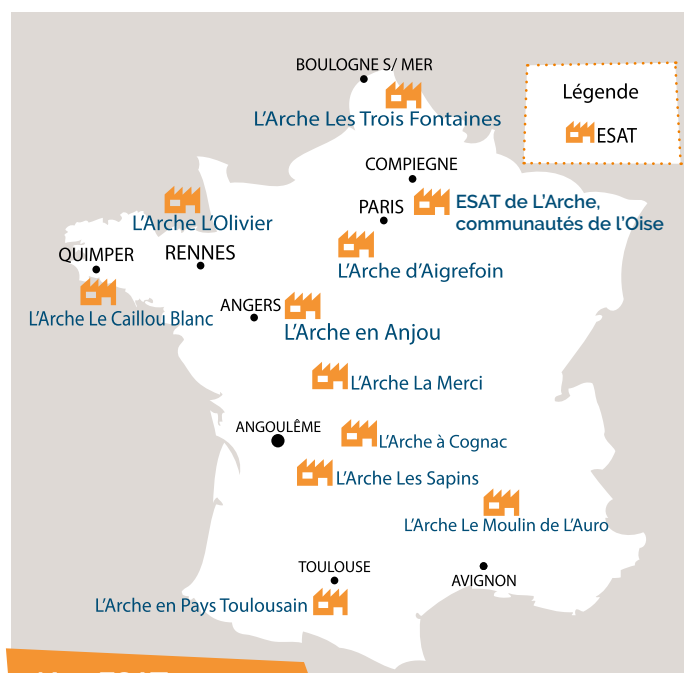 BOULOGNE S/ MER
L'Arche Les Trois Fontaines
Légende
ESAT
COMPIEGNE
PARIS
ESAT de L'Arche,
communautés de l'Oise
L'Arche L'Olivier
QUIMPER
RENNES
L'Arche d'Aigrefoin
L'Arche Le Caillou Blanc
ANGERS
L'Arche en Anjou
L'Arche La Merci
ANGOULÊME
L'Arche à Cognac
L'Arche Les Sapins
L'Arche Le Moulin de L'Auro
TOULOUSE
AVIGNON
L'Arche en Pays Toulousain